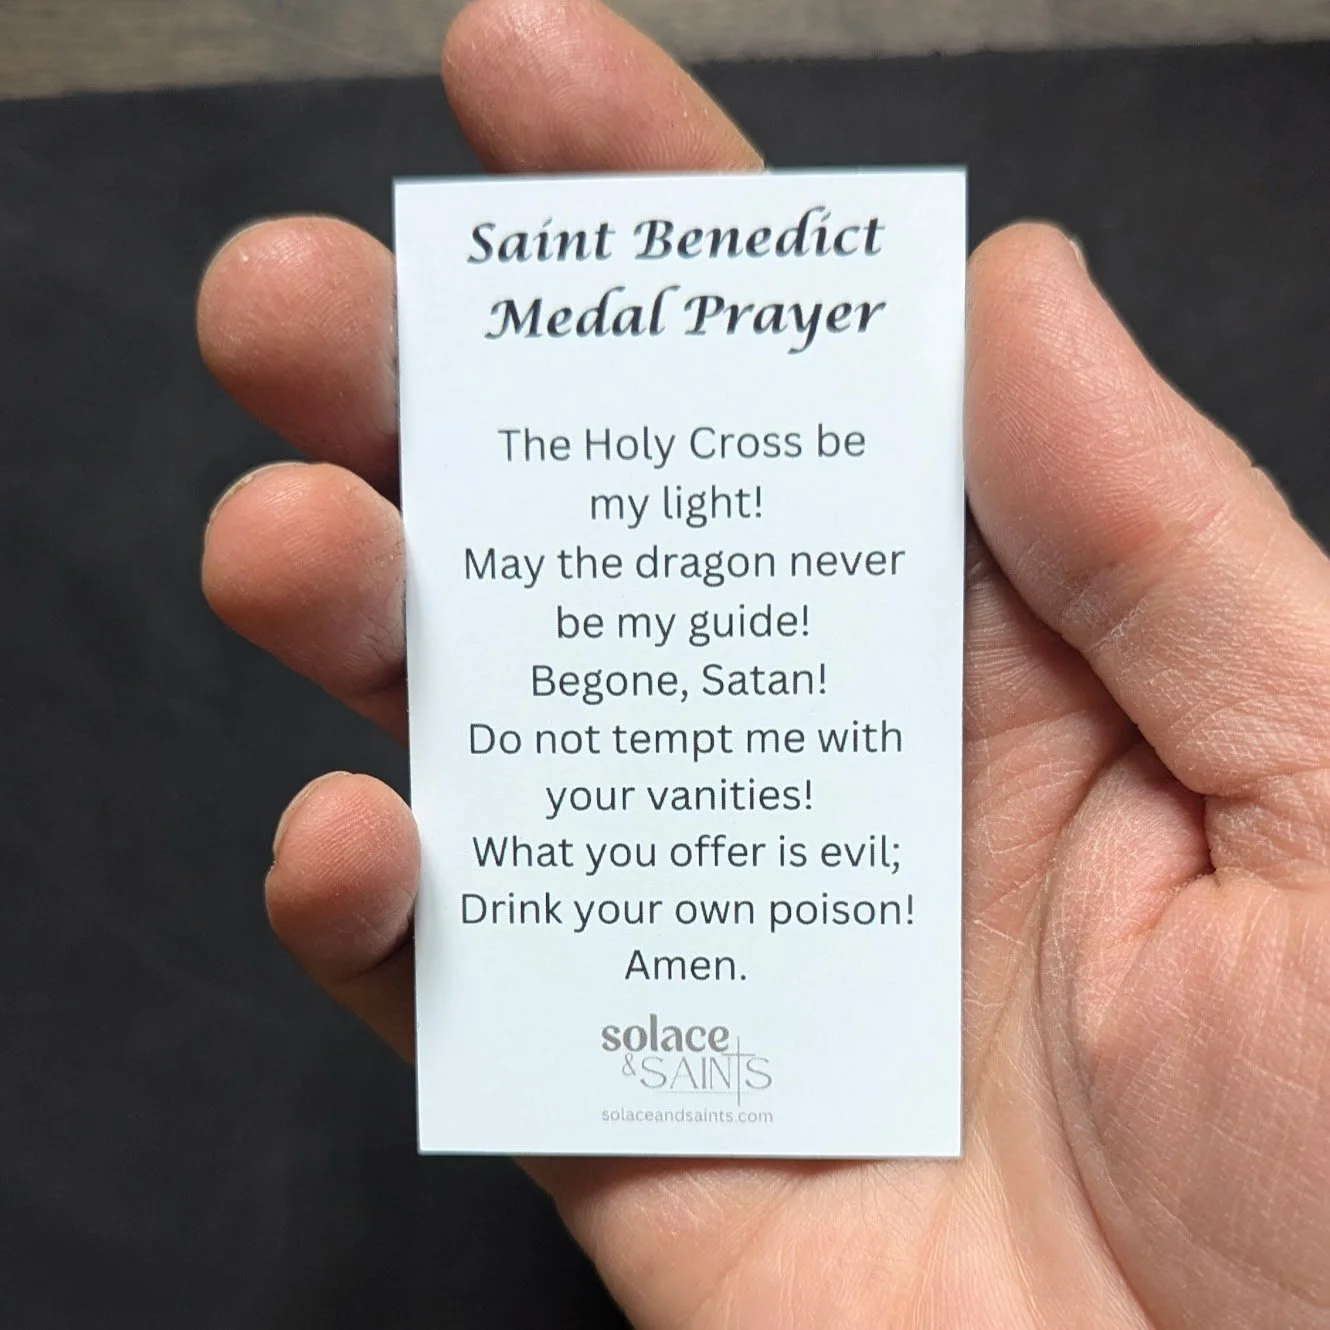 Saint Benedict
Medal Prayer
The Holy Cross be
my light!
May the dragon never
be my guide!
Begone, Satan!
Do not tempt me with
your vanities!
What you offer is evil;
Drink your own poison!
Amen.
solace
& SAINTS
solaceandsaints.com